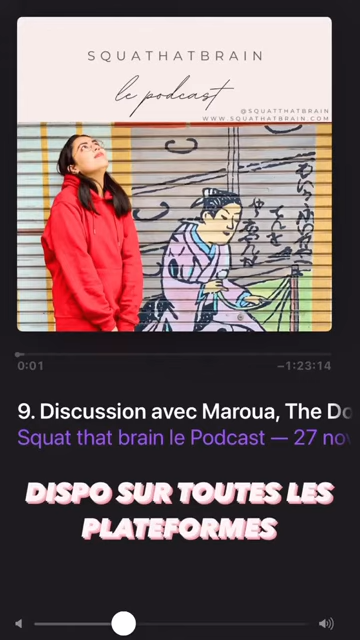 SQUATHATBRAIN
le podcast
@SQUATTHATBRAIN
WWW.SQUATHATBRAIN.COM
0:01
−1:23:14
9. Discussion avec Maroua, The Do
Squat that brain le Podcast — 27 nov
DISPO SUR TOUTES LES
PLATEFORMES